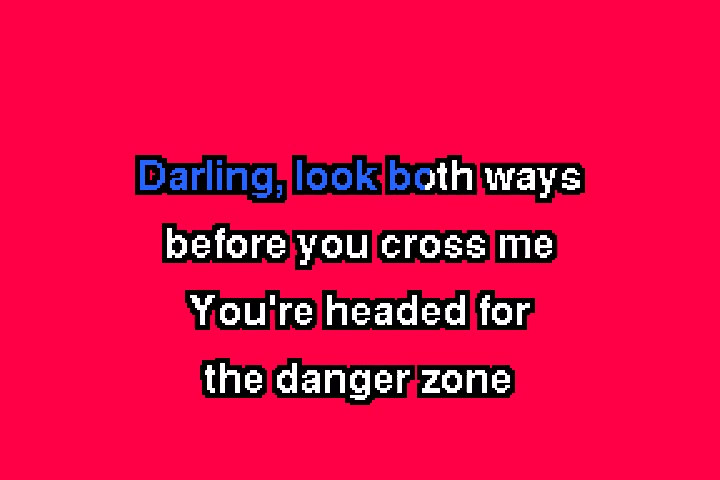 Darling, look both ways
before you cross me
You're headed for
the danger zone